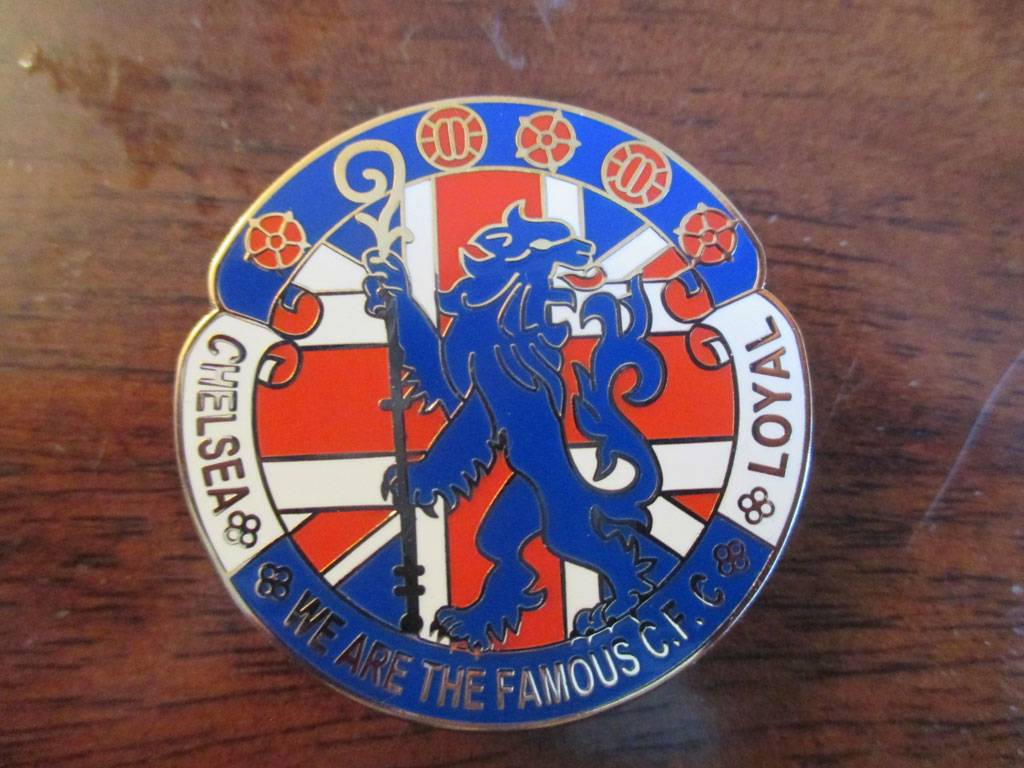 CHELSEA
LOYAL
WE ARE THE FAMOUS C.F.C